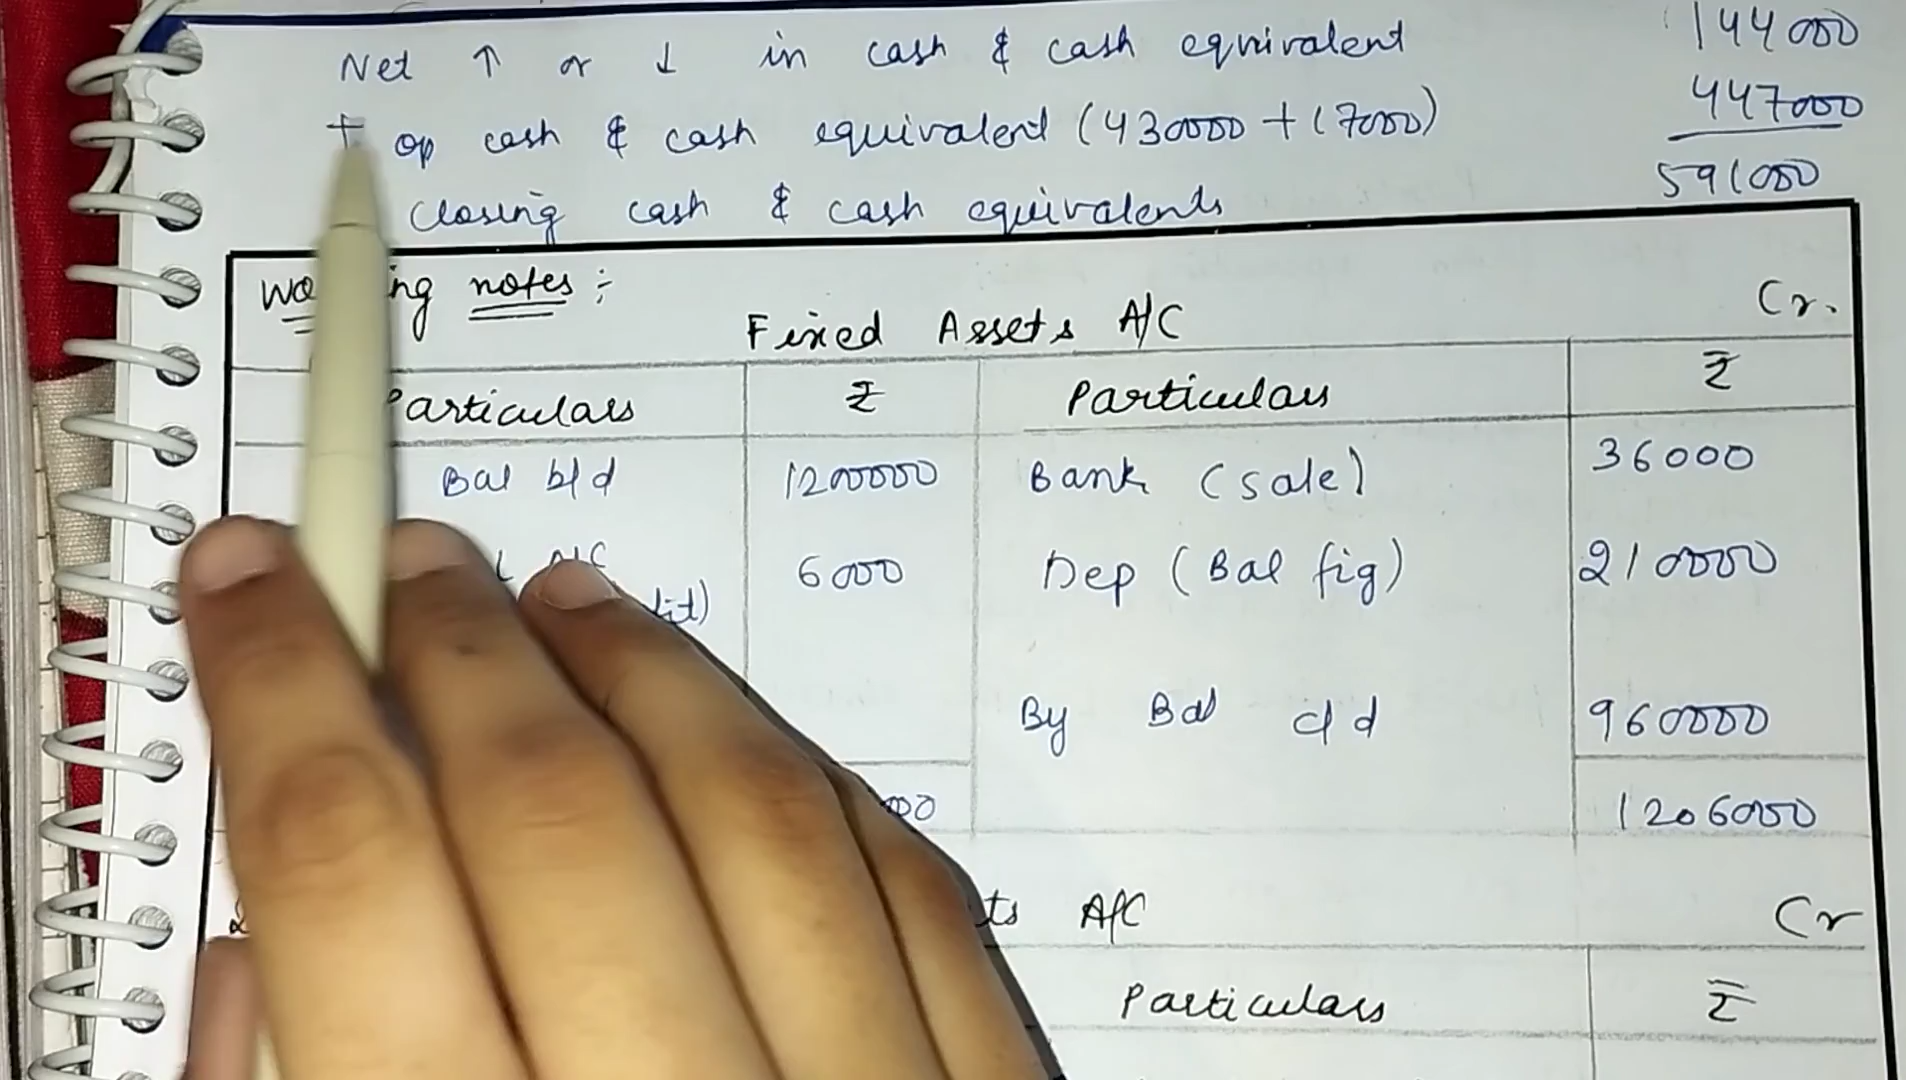 Net ↑ or ↓ in cash & cash equivalent 144000
+ op cash & cash equivalent (430000 + 17000) 447000
closing cash & cash equivalents 591000
notes :-
Fixed Assets A/C Cr.
Particulars ₹ Particulars ₹
Bal b/d 1200000 Bank (sale) 36000
A/C 6000 Dep (Bal fig) 210000
By Bal c/d 960000
1206000
A/C Cr
Particulars ₹